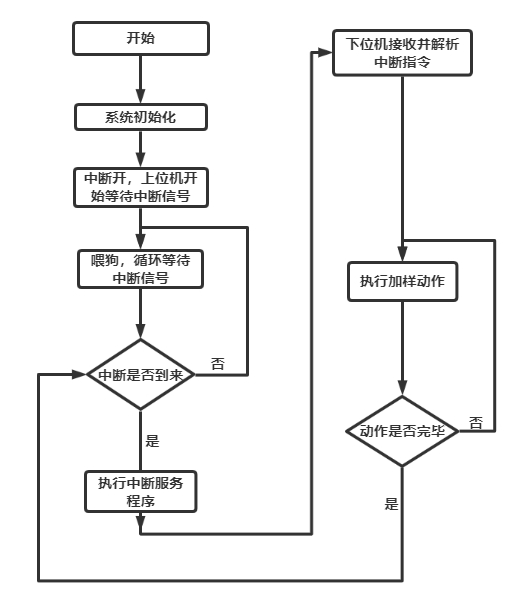 开始
系统初始化
中断开，上位机开
始等待中断信号
喂狗，循环等待
中断信号
中断是否到来
否
是
执行中断服务
程序
下位机接收并解析
中断指令
执行加样动作
动作是否完毕
否
是